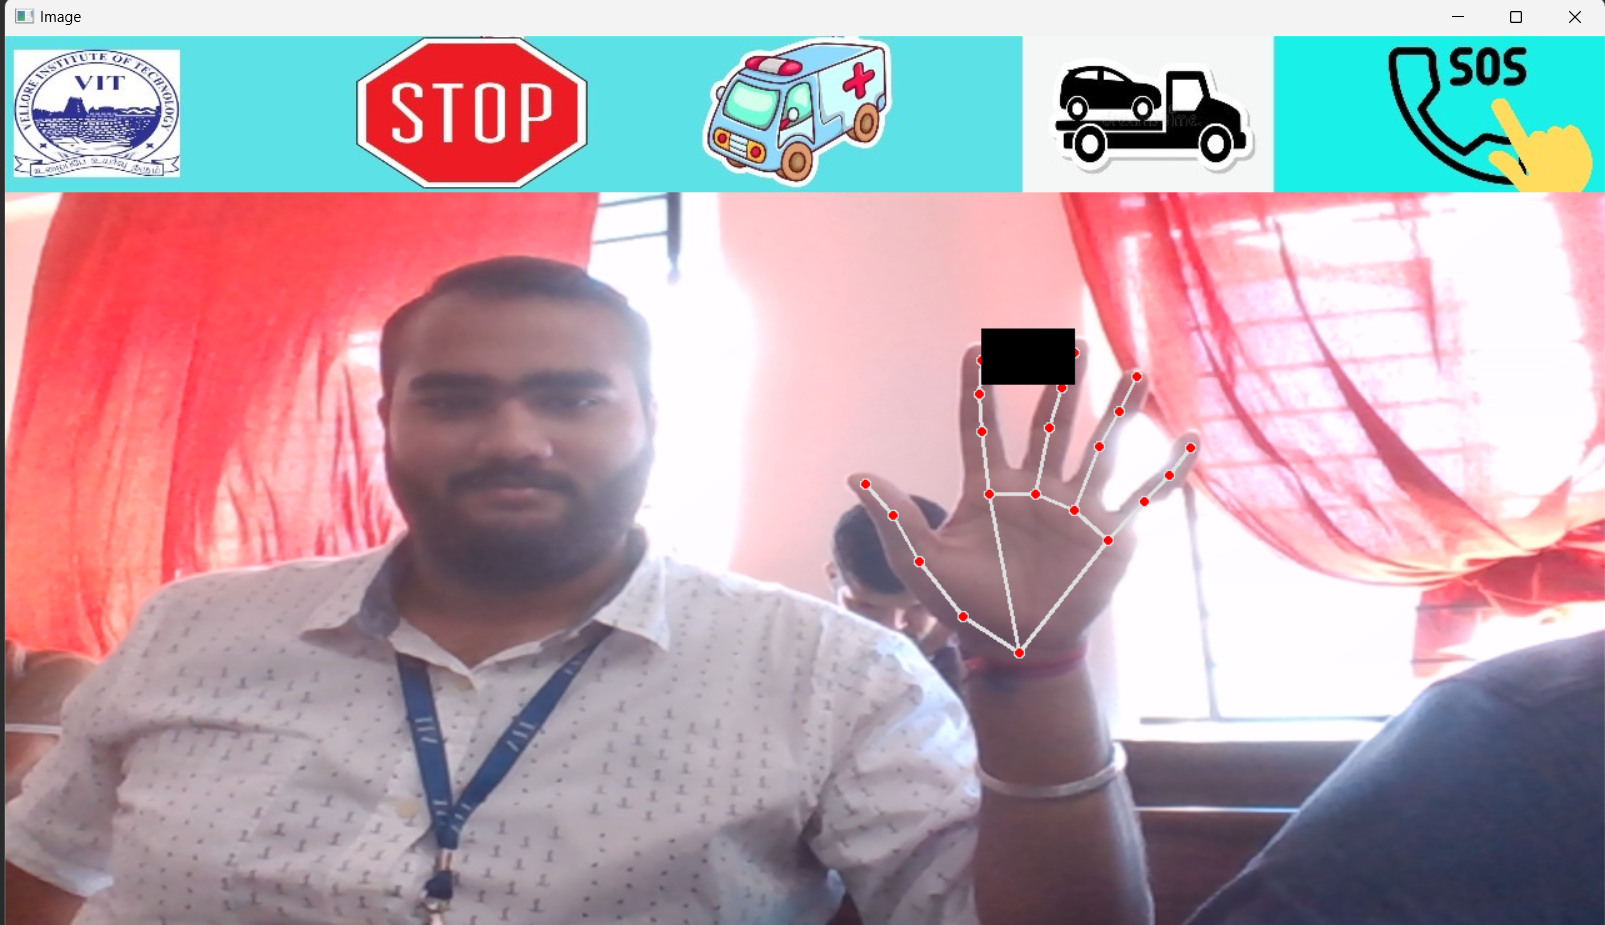 Image
VELLORE INSTITUTE OF TECHNOLOGY
VIT
STOP
SOS